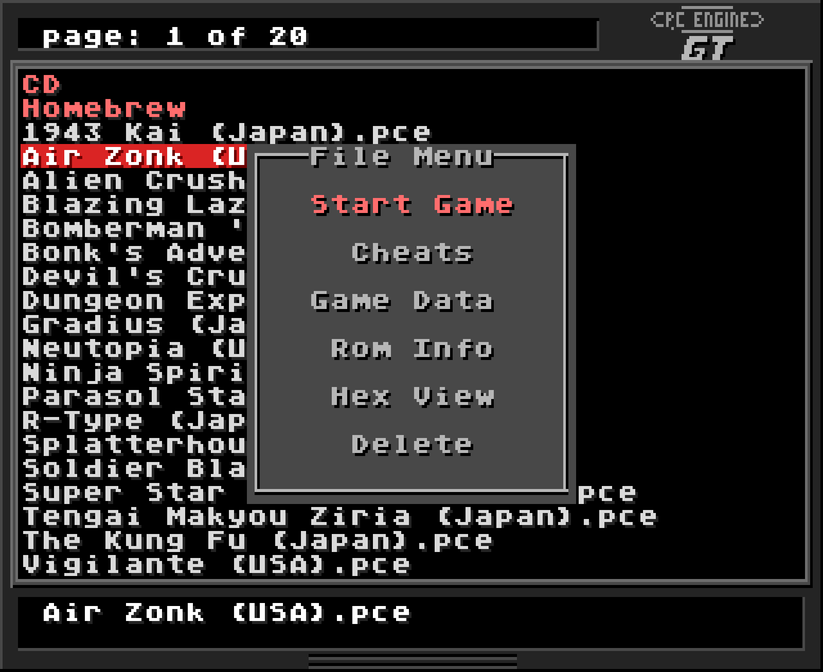 page: 1 of 20
<PC ENGINE>
GT
CD
Homebrew
1943 Kai (Japan).pce
Air Zonk (U
Alien Crush
Blazing Laz
Bomberman '
Bonk's Adve
Devil's Cru
Dungeon Exp
Gradius (Ja
Neutopia (U
Ninja Spiri
Parasol Sta
R-Type (Jap
Splatterhou
Soldier Bla
Super Star pce
Tengai Makyou Ziria (Japan).pce
The Kung Fu (Japan).pce
Vigilante (USA).pce
File Menu
Start Game
Cheats
Game Data
Rom Info
Hex View
Delete
Air Zonk (USA).pce